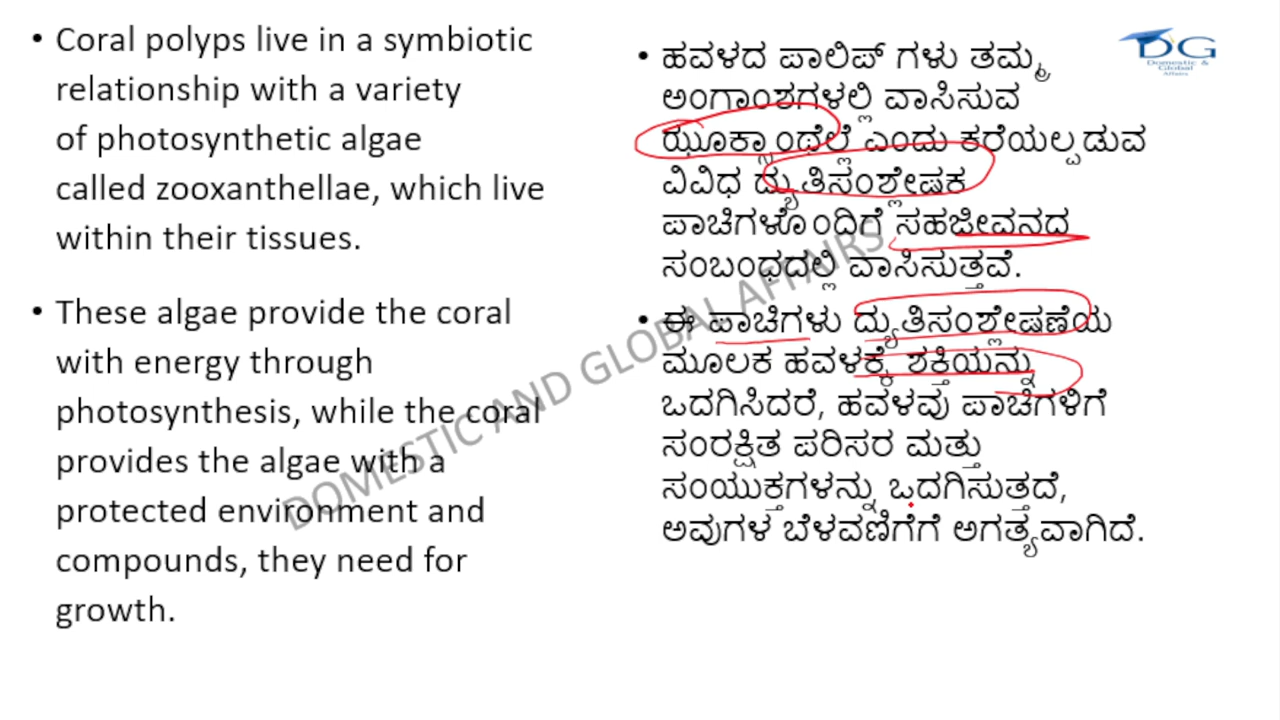 • Coral polyps live in a symbiotic
relationship with a variety
of photosynthetic algae
called zooxanthellae, which live
within their tissues.
• These algae provide the coral
with energy through
photosynthesis, while the coral
provides the algae with a
protected environment and
compounds, they need for
growth.
• ಹವಳದ ಪಾಲಿಪ್ ಗಳು ತಮ್ಮ
ಅಂಗಾಂಶಗಳಲ್ಲಿ ವಾಸಿಸುವ
ಝೂಕ್ಸಾಂಥೆಲ್ಲೆ ಎಂದು ಕರೆಯಲ್ಪಡುವ
ವಿವಿಧ ದ್ಯುತಿಸಂಶ್ಲೇಷಕ
ಪಾಚಿಗಳೊಂದಿಗೆ ಸಹಜೀವನದ
ಸಂಬಂಧದಲ್ಲಿ ವಾಸಿಸುತ್ತವೆ.
• ಈ ಪಾಚಿಗಳು ದ್ಯುತಿಸಂಶ್ಲೇಷಣೆಯ
ಮೂಲಕ ಹವಳಕ್ಕೆ ಶಕ್ತಿಯನ್ನು
ಒದಗಿಸಿದರೆ, ಹವಳವು ಪಾಚಿಗಳಿಗೆ
ಸಂರಕ್ಷಿತ ಪರಿಸರ ಮತ್ತು
ಸಂಯುಕ್ತಗಳನ್ನು ಒದಗಿಸುತ್ತದೆ,
ಅವುಗಳ ಬೆಳವಣಿಗೆಗೆ ಅಗತ್ಯವಾಗಿದೆ.
DG
Domestic &
Global
Affairs
DOMESTIC AND GLOBAL AFFAIRS